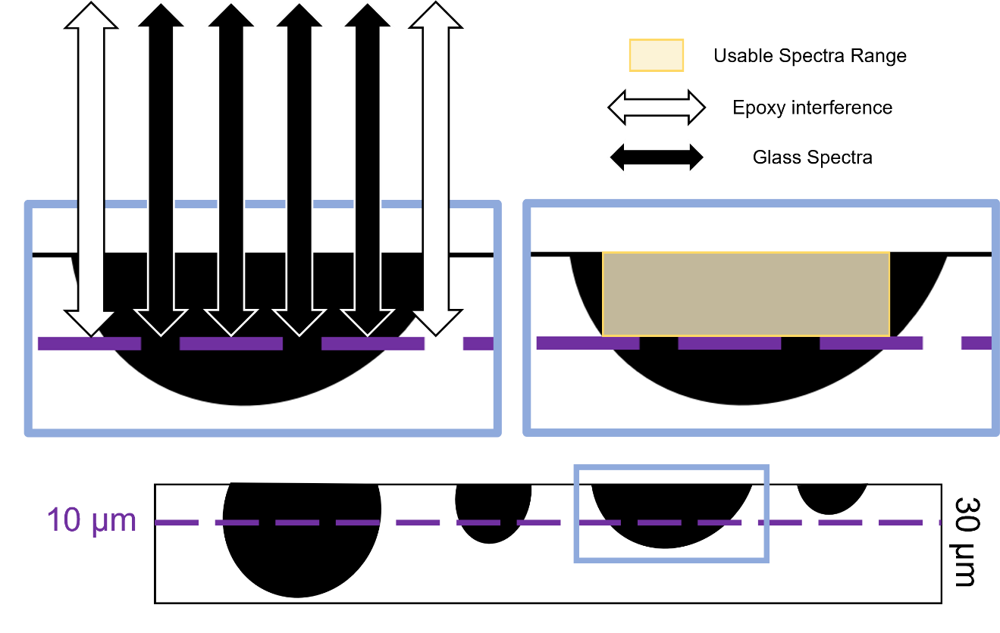 Usable Spectra Range
Epoxy interference
Glass Spectra
10 µm
30 µm